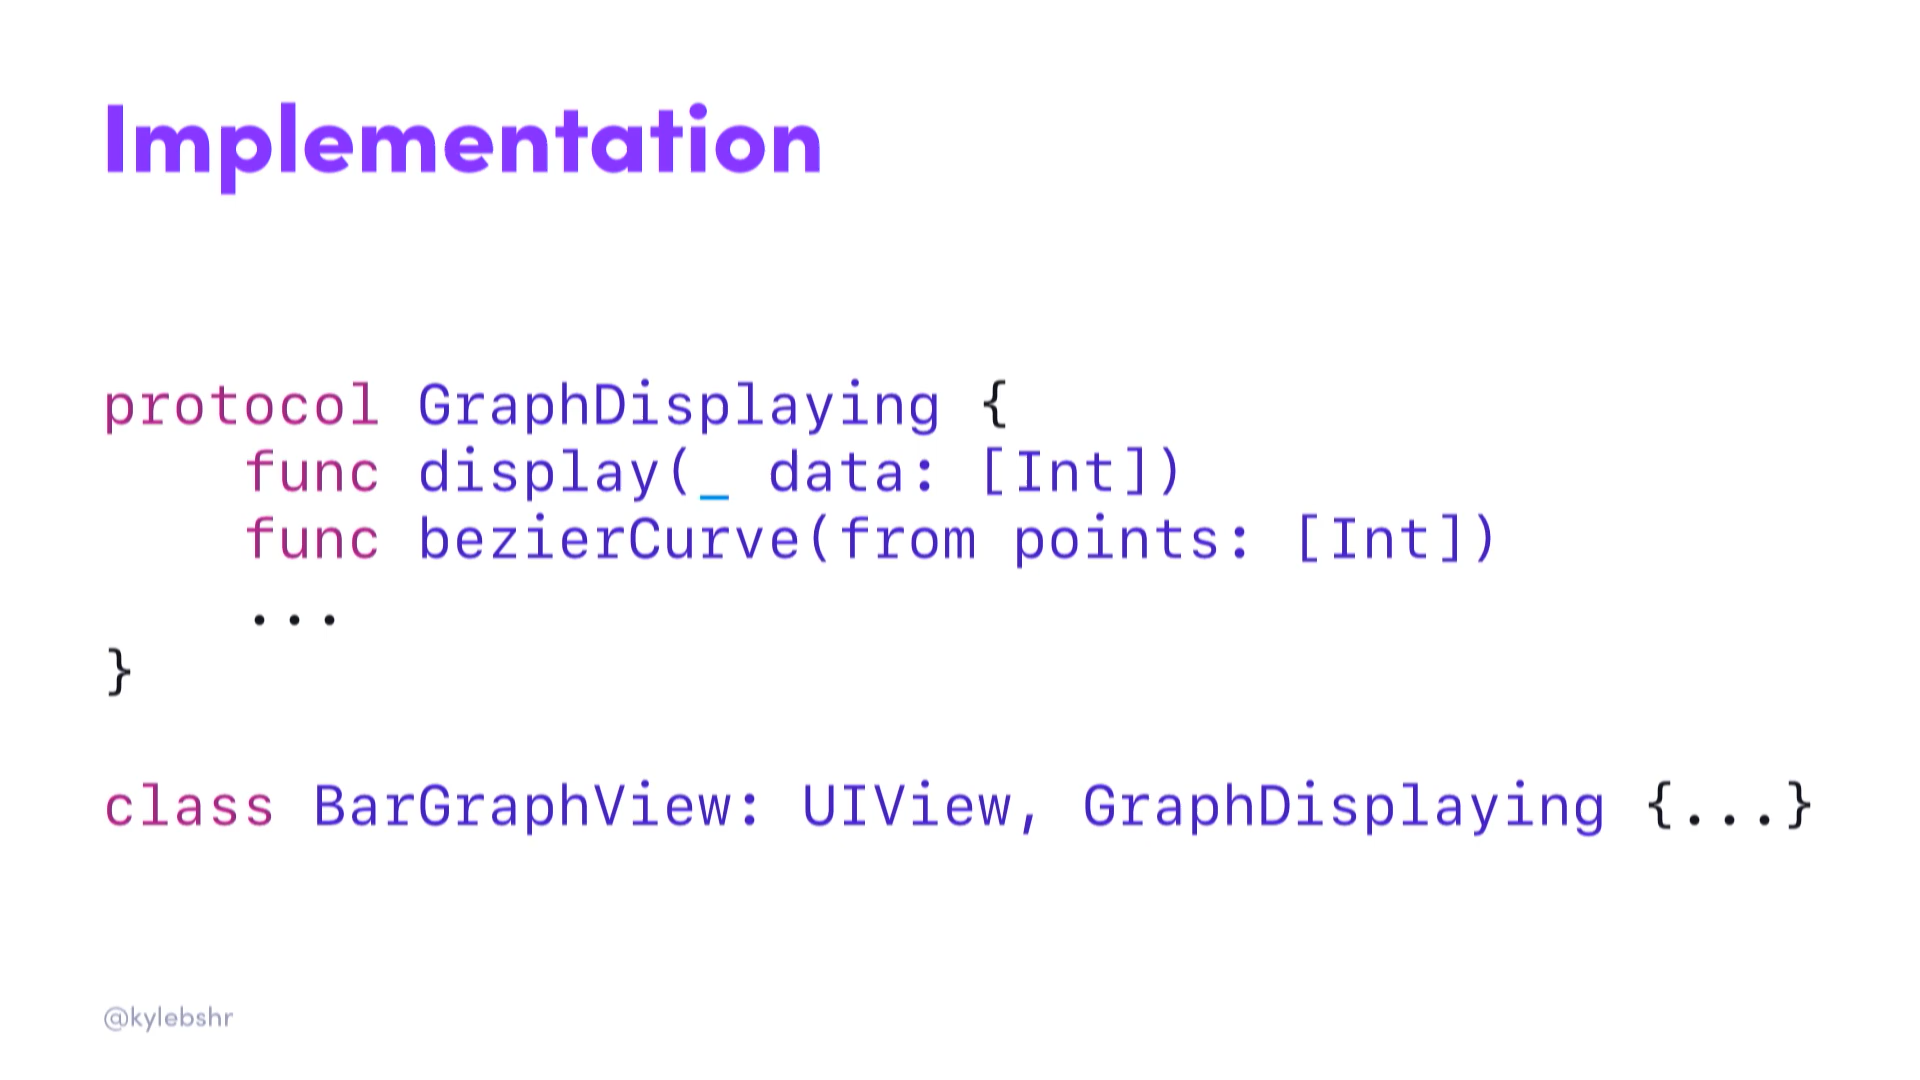 Implementation
protocol GraphDisplaying {
    func display(_ data: [Int])
    func bezierCurve(from points: [Int])
    ...
}
class BarGraphView: UIView, GraphDisplaying {...}
@kylebshr